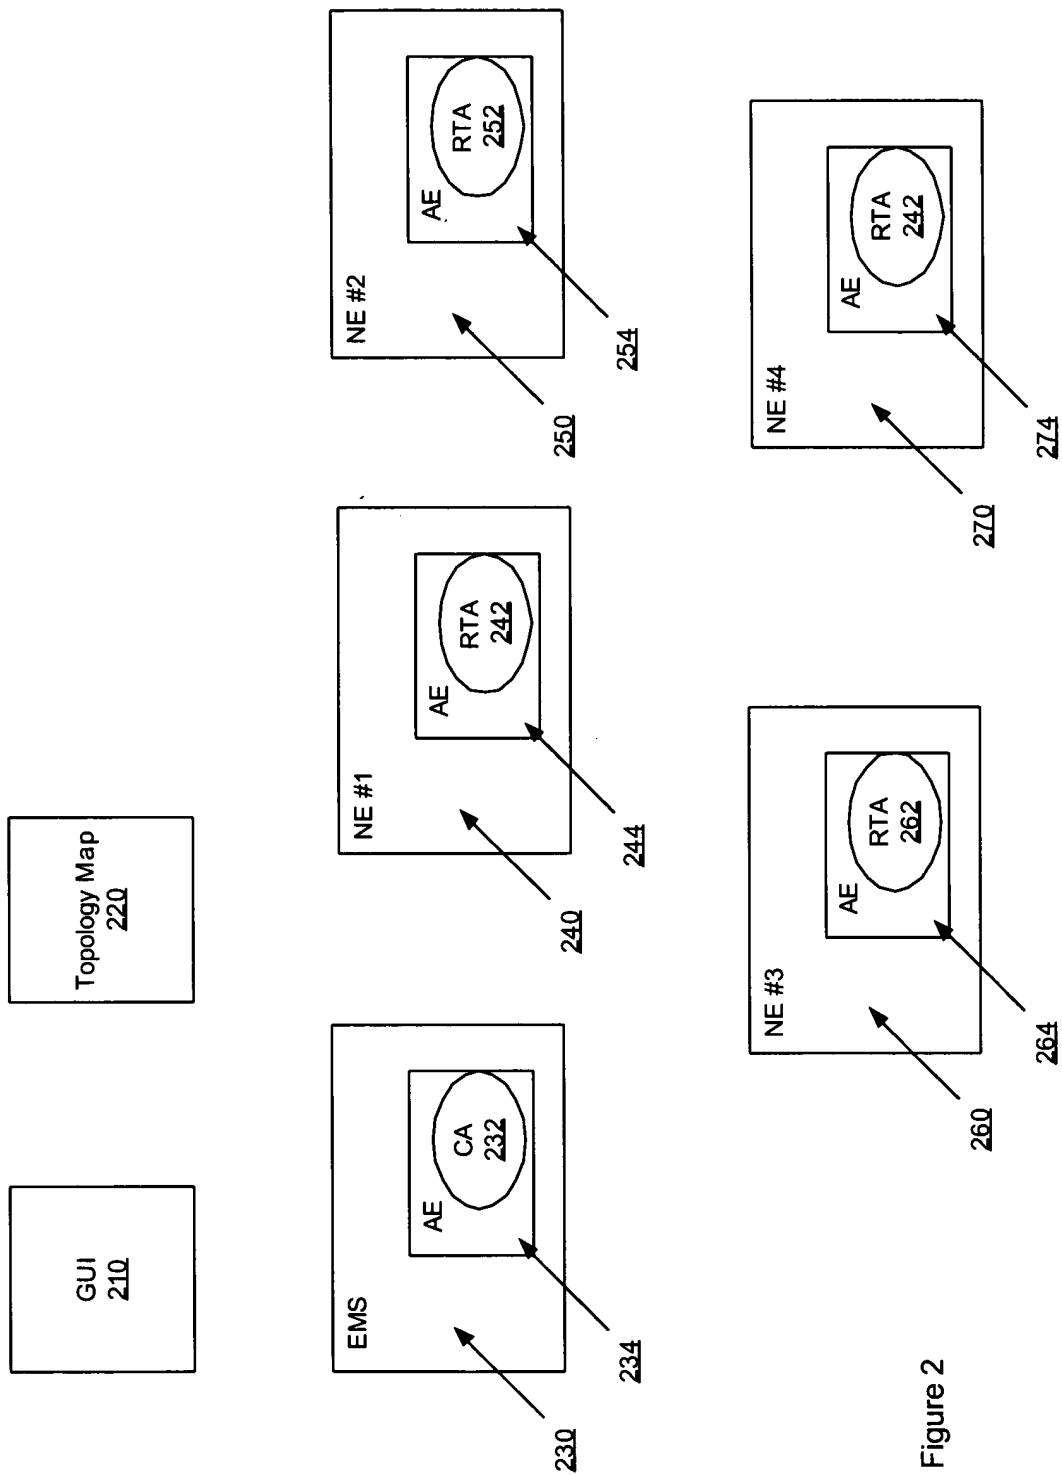 GUI
210
Topology Map
220
EMS
AE
CA
232
230
234
NE #1
AE
RTA
242
240
244
NE #2
AE
RTA
252
250
254
NE #3
AE
RTA
262
260
264
NE #4
AE
RTA
242
270
274
Figure 2